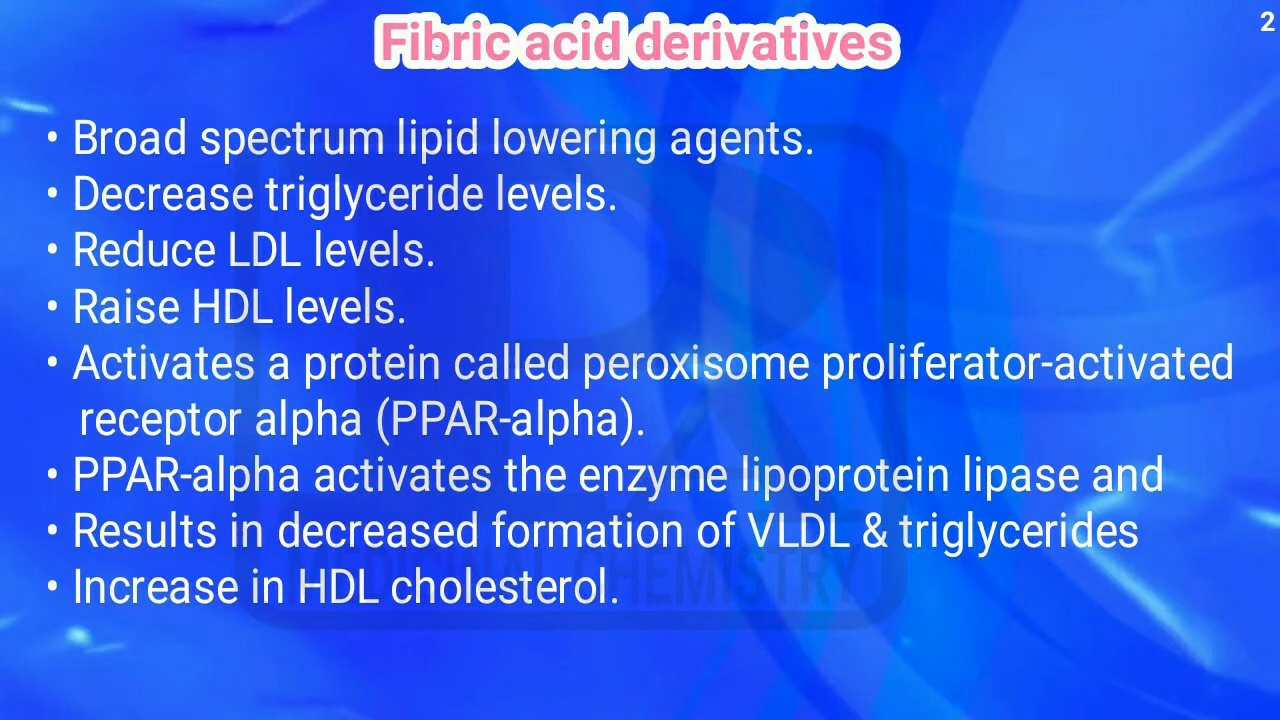 2
Fibric acid derivatives
• Broad spectrum lipid lowering agents.
• Decrease triglyceride levels.
• Reduce LDL levels.
• Raise HDL levels.
• Activates a protein called peroxisome proliferator-activated
receptor alpha (PPAR-alpha).
• PPAR-alpha activates the enzyme lipoprotein lipase and
• Results in decreased formation of VLDL & triglycerides
• Increase in HDL cholesterol.
CHEMISTRY